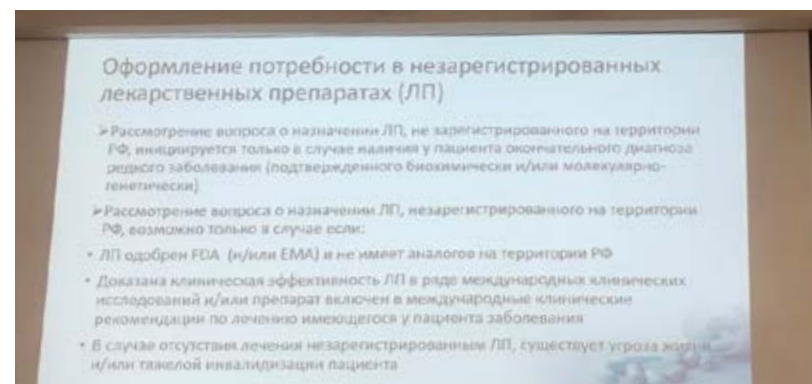 Оформление потребности в незарегистрированных
лекарственных препаратах (ЛП)
➢Рассмотрение вопроса о назначении ЛП, не зарегистрированного на территории
РФ, инициируется только в случае наличия у пациента окончательного диагноза
редкого заболевания (подтвержденного биохимически и/или молекулярно-
генетически)
➢Рассмотрение вопроса о назначении ЛП, незарегистрированного на территории
РФ, возможно только в случае если:
• ЛП одобрен FDA (и/или EMA) и не имеет аналогов на территории РФ
• Доказана клиническая эффективность ЛП в ряде международных клинических
исследований и/или препарат включен в международные клинические
рекомендации по лечению имеющегося у пациента заболевания
• В случае отсутствия лечения незарегистрированным ЛП, существует угроза жизни
и/или тяжелой инвалидизации пациента